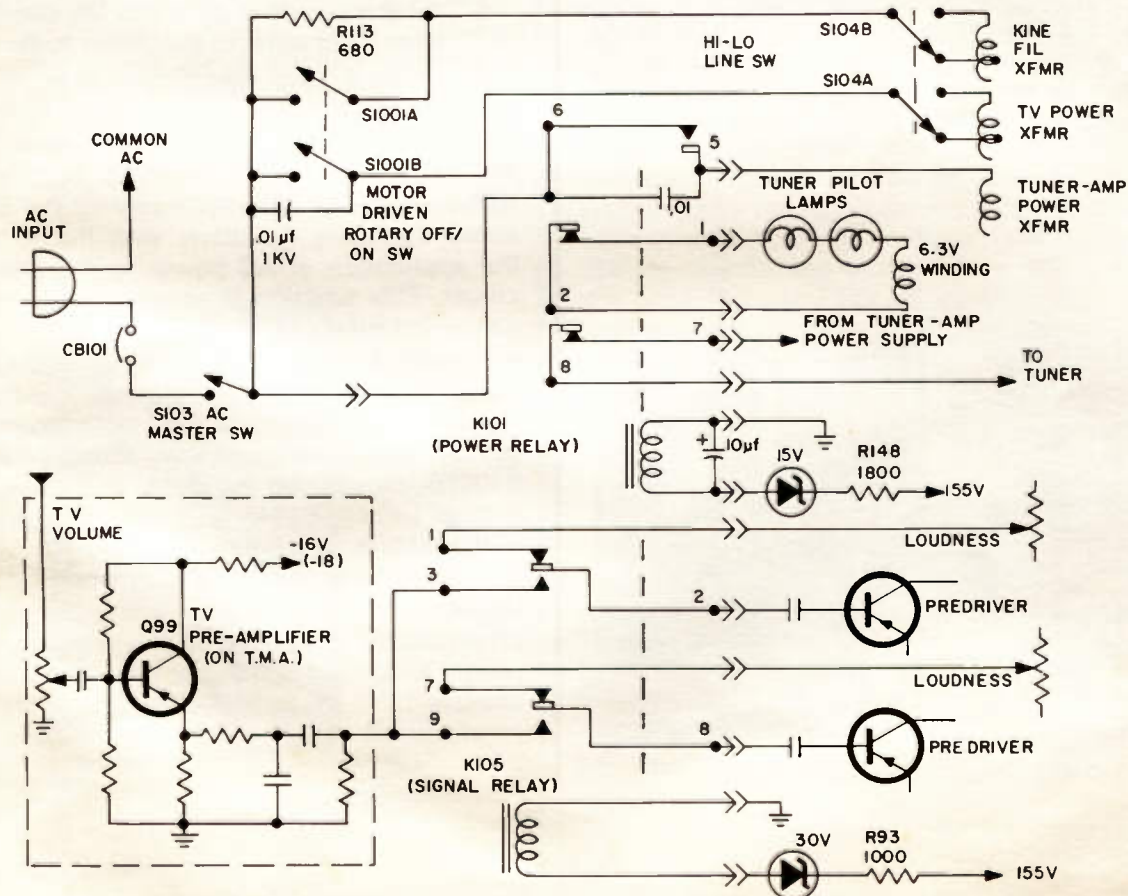 R113
680
S1001A
S1001B
MOTOR
DRIVEN
ROTARY OFF/
ON SW
.01µf
1 KV
COMMON
AC
AC
INPUT
CB101
S103 AC
MASTER SW
HI-LO
LINE SW
S104B
S104A
KINE
FIL
XFMR
TV POWER
XFMR
TUNER-AMP
POWER
XFMR
6
5
.01
TUNER PILOT
LAMPS
1
6.3V
WINDING
2
7
FROM TUNER-AMP
POWER SUPPLY
8
TO
TUNER
K101
(POWER RELAY)
+
10µf
15V
R148
1800
155V
TV
VOLUME
-16V
(-18)
Q99
TV
PRE-AMPLIFIER
(ON T.M.A.)
1
3
2
LOUDNESS
PREDRIVER
7
9
8
LOUDNESS
PREDRIVER
K105
(SIGNAL RELAY)
30V
R93
1000
155V